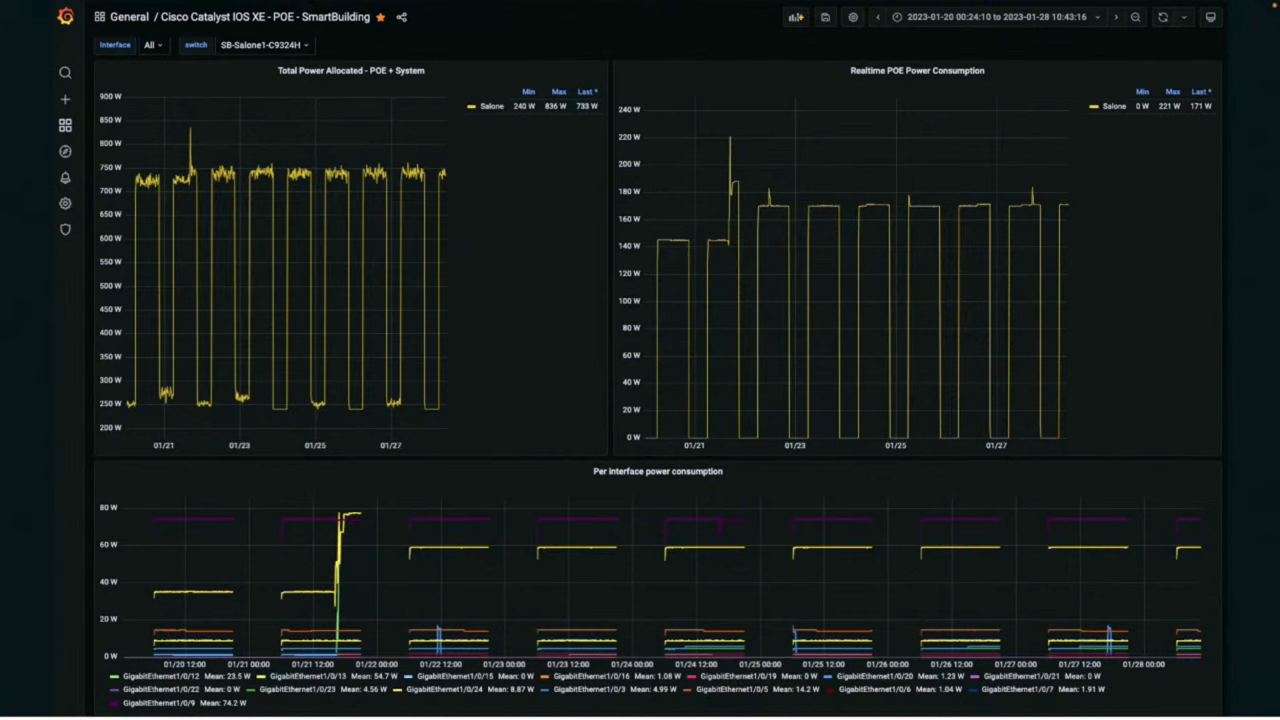 General / Cisco Catalyst IOS XE - POE - SmartBuilding
2023-01-20 00:24:10 to 2023-01-28 10:43:16
Interface All switch SB-Salone1-C9324H
Total Power Allocated - POE + System
Min Max Last *
Salone 240 W 836 W 733 W
900 W
850 W
800 W
750 W
700 W
650 W
600 W
550 W
500 W
450 W
400 W
350 W
300 W
250 W
200 W
01/21 01/23 01/25 01/27
Realtime POE Power Consumption
Min Max Last *
Salone 0 W 221 W 171 W
240 W
220 W
200 W
180 W
160 W
140 W
120 W
100 W
80 W
60 W
40 W
20 W
0 W
01/21 01/23 01/25 01/27
Per interface power consumption
80 W
60 W
40 W
20 W
0 W
01/20 12:00 01/21 00:00 01/21 12:00 01/22 00:00 01/22 12:00 01/23 00:00 01/23 12:00 01/24 00:00 01/24 12:00 01/25 00:00 01/25 12:00 01/26 00:00 01/26 12:00 01/27 00:00 01/27 12:00 01/28 00:00
GigabitEthernet1/0/12 Mean: 23.5 W GigabitEthernet1/0/13 Mean: 54.7 W GigabitEthernet1/0/15 Mean: 0 W GigabitEthernet1/0/16 Mean: 1.08 W GigabitEthernet1/0/19 Mean: 0 W GigabitEthernet1/0/20 Mean: 1.23 W GigabitEthernet1/0/21 Mean: 0 W
GigabitEthernet1/0/22 Mean: 0 W GigabitEthernet1/0/23 Mean: 4.56 W GigabitEthernet1/0/24 Mean: 8.87 W GigabitEthernet1/0/3 Mean: 4.99 W GigabitEthernet1/0/5 Mean: 14.2 W GigabitEthernet1/0/6 Mean: 1.04 W GigabitEthernet1/0/7 Mean: 1.91 W
GigabitEthernet1/0/9 Mean: 74.2 W